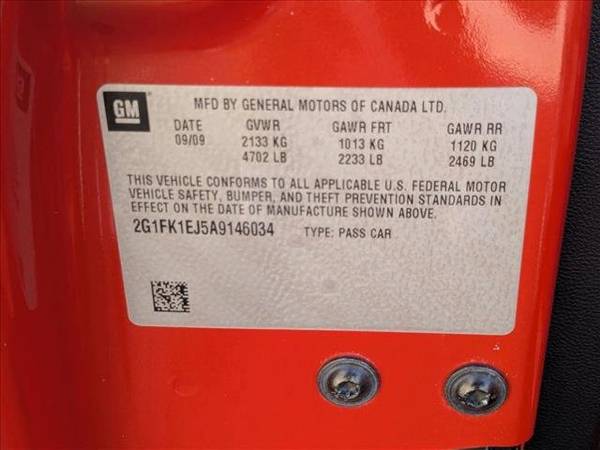 GM
MFD BY GENERAL MOTORS OF CANADA LTD.
DATE GVWR GAWR FRT GAWR RR
09/09 2133 KG 1013 KG 1120 KG
4702 LB 2233 LB 2469 LB
THIS VEHICLE CONFORMS TO ALL APPLICABLE U.S. FEDERAL MOTOR
VEHICLE SAFETY, BUMPER, AND THEFT PREVENTION STANDARDS IN
EFFECT ON THE DATE OF MANUFACTURE SHOWN ABOVE.
2G1FK1EJ5A9146034 TYPE: PASS CAR